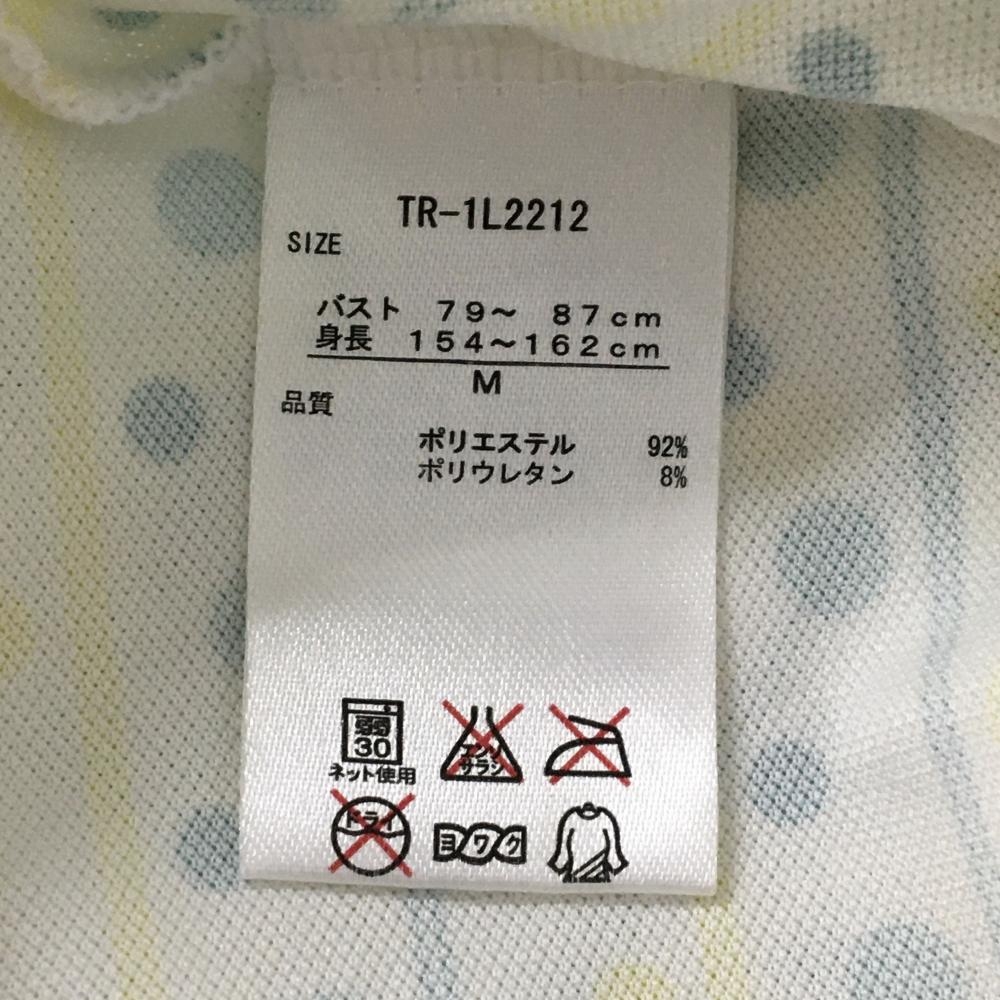 TR-1L2212
SIZE
バスト 79～ 87cm
身長 154～162cm
M
品質
ポリエステル 92%
ポリウレタン 8%
弱
30
ネット使用
エンソ
サラシ
ドライ
ヨワク